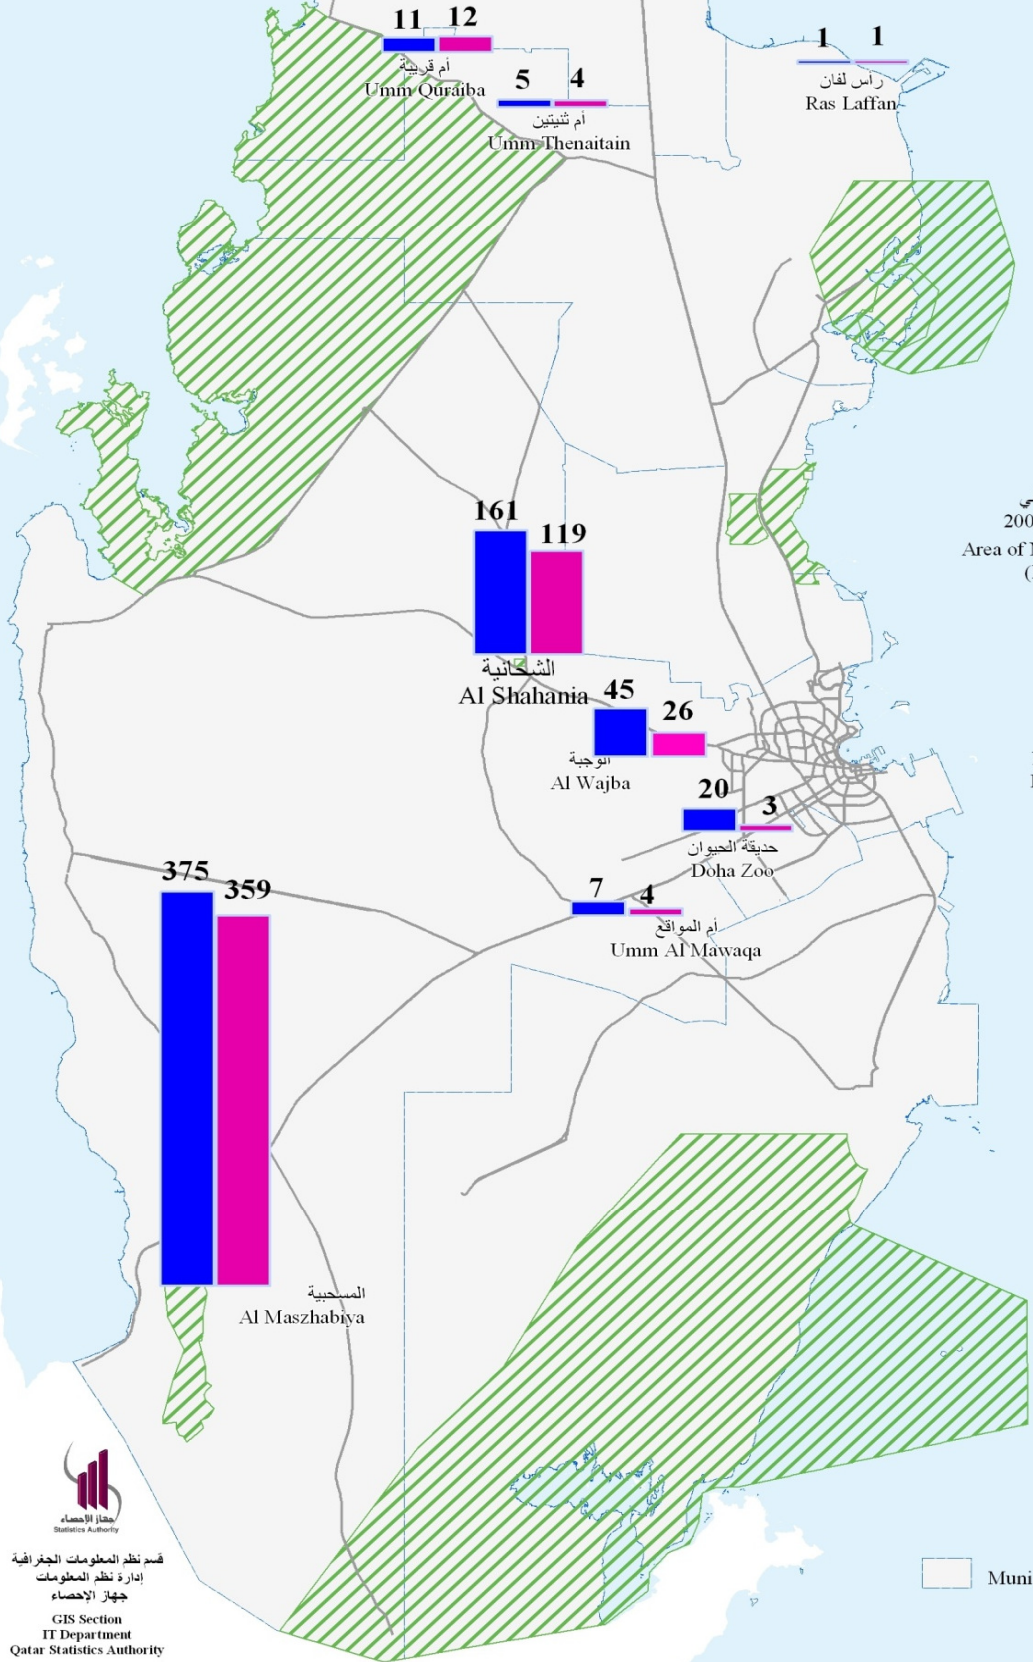 11 12
أم قريبة
Umm Quraiba
5 4
أم ثنيتين
Umm Thenaitain
1 1
راس لفان
Ras Laffan
161 119
الشحانية
Al Shahania
200
Area of
(
45 26
الوجبة
Al Wajba
20 3
حديقة الحيوان
Doha Zoo
7 4
أم المواقع
Umm Al Mawaqa
375 359
المسحبية
Al Maszhabiya
جهاز الإحصاء
Statistics Authority
قسم نظم المعلومات الجغرافية
إدارة نظم المعلومات
جهاز الإحصاء
GIS Section
IT Department
Qatar Statistics Authority
Muni